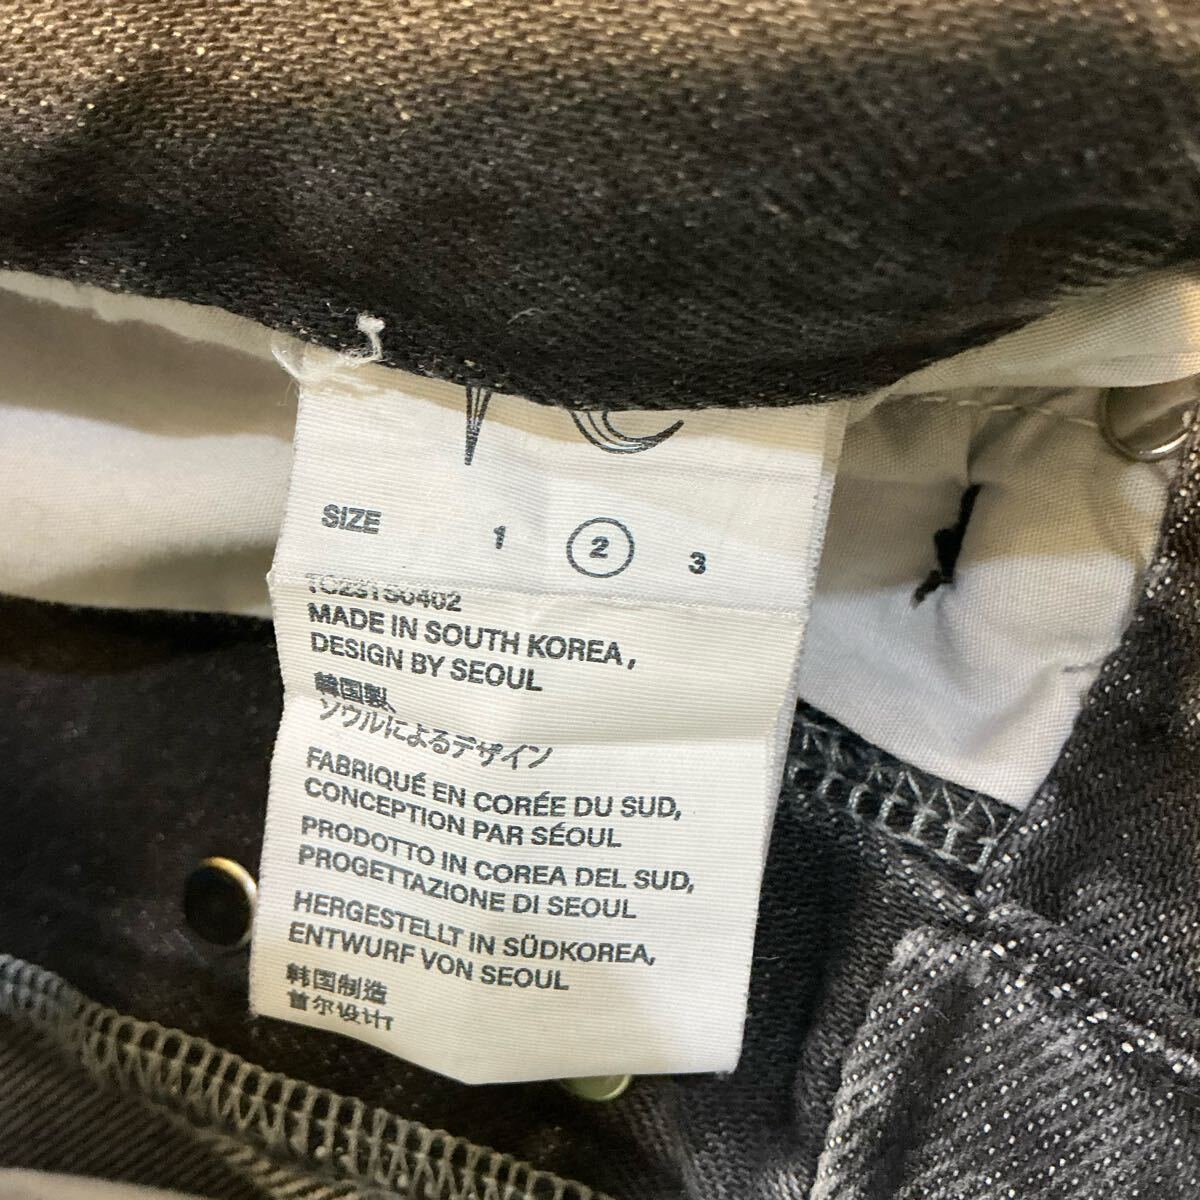 SIZE 1 2 3
TC23TS0402
MADE IN SOUTH KOREA,
DESIGN BY SEOUL
韓国製、
ソウルによるデザイン
FABRIQUÉ EN CORÉE DU SUD,
CONCEPTION PAR SÉOUL
PRODOTTO IN COREA DEL SUD,
PROGETTAZIONE DI SEOUL
HERGESTELLT IN SÜDKOREA,
ENTWURF VON SEOUL
韩国制造
首尔设计